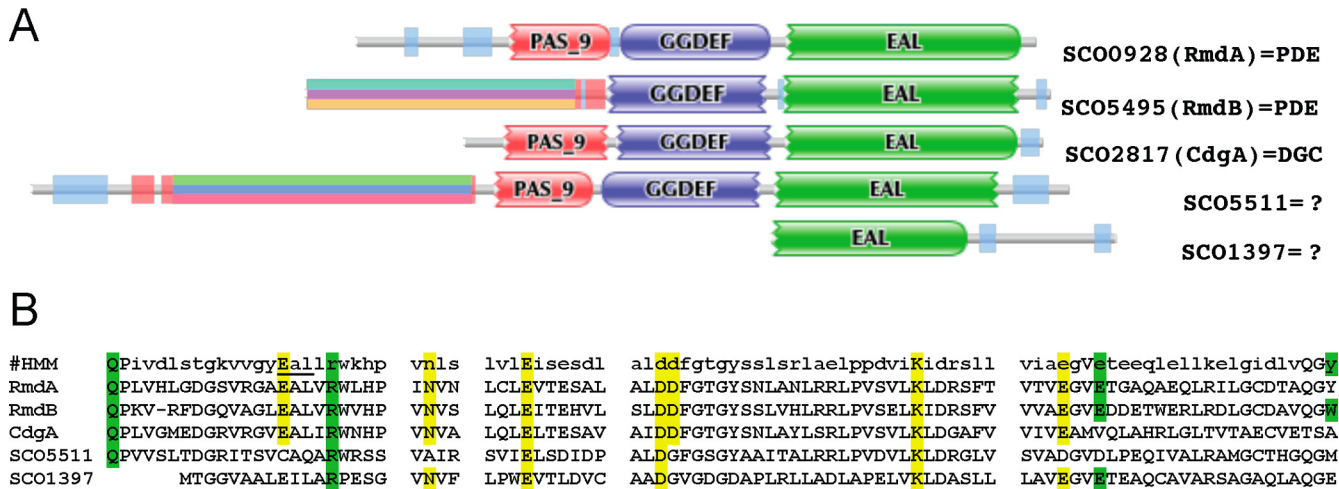 A
PAS_9 GGDEF EAL SCO0928(RmdA)=PDE
GGDEF EAL SCO5495(RmdB)=PDE
PAS_9 GGDEF EAL SCO2817(CdgA)=DGC
PAS_9 GGDEF EAL SCO5511=?
EAL SCO1397=?
B
#HMM QPivdlstgkvvgyEallrwkhp vnls lvlEisesdl alddfgtgysslsrlaelppdviKidrsll viaegVeteeqlellkelgidlvQGy
RmdA QPLVHLGDGSVRGAEALVRWLHP INVN LCLEVTESAL ALDDFGTGYSNLANLRRLPVSVLKLDRSFT VTVEGVETGAQAEQLRILGCDTAQGY
RmdB QPKV-RFDGQVAGLEALVRWVHP VNVS LQLEITEHVL SLDDFGTGYSSLVHLRRLPVSELKIDRSFV VVAEGVEDDETWERLRDLGCDAVQGW
CdgA QPLVGMEDGRVRGVEALIRWNHP VNVA LQLELTESAV AIDDFGTGYSNLAYLSRLPVSVLKLDGAFV VIVEAMVQLAHRLGLTVTAECVETSA
SCO5511 QPVVSLTDGRITSVCAQARWRSS VAIR SVIELSDIDP ALDGFGSGYAAITRLRALPVTGLKLDRGLV SVADGVDLPEQIVALRAMGCTHGQGM
SCO1397 MTGGVAALEILARPESG VNVF LPWEVTLDVC AADGVGDGDAPLRLLADLAPELVKLDASLL LAVEGVETEAQCAVARSAGAQLAQGE